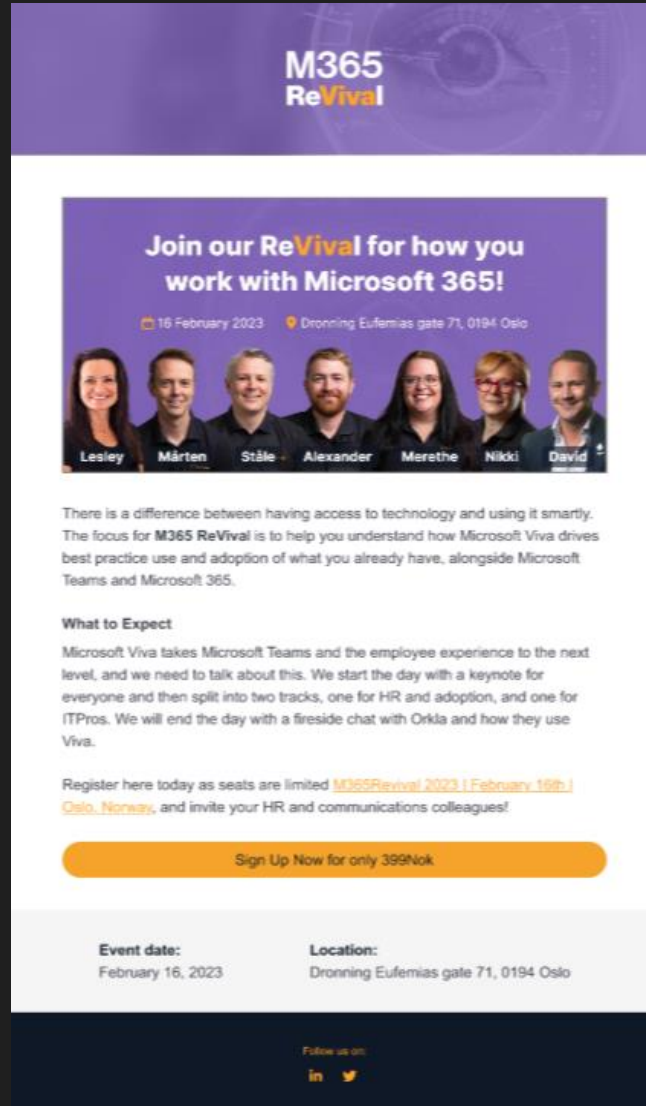 M365
ReVival
Join our ReVival for how you
work with Microsoft 365!
16 February 2023 Dronning Eufemias gate 71, 0194 Oslo
Lesley Mårten Ståle Alexander Merethe Nikki David
There is a difference between having access to technology and using it smartly.
The focus for M365 ReVival is to help you understand how Microsoft Viva drives
best practice use and adoption of what you already have, alongside Microsoft
Teams and Microsoft 365.
What to Expect
Microsoft Viva takes Microsoft Teams and the employee experience to the next
level, and we need to talk about this. We start the day with a keynote for
everyone and then split into two tracks, one for HR and adoption, and one for
ITPros. We will end the day with a fireside chat with Orkla and how they use
Viva.
Register here today as seats are limited M365Revival 2023 | February 16th |
Oslo, Norway, and invite your HR and communications colleagues!
Sign Up Now for only 399Nok
Event date: Location:
February 16, 2023 Dronning Eufemias gate 71, 0194 Oslo
Follow us on:
in